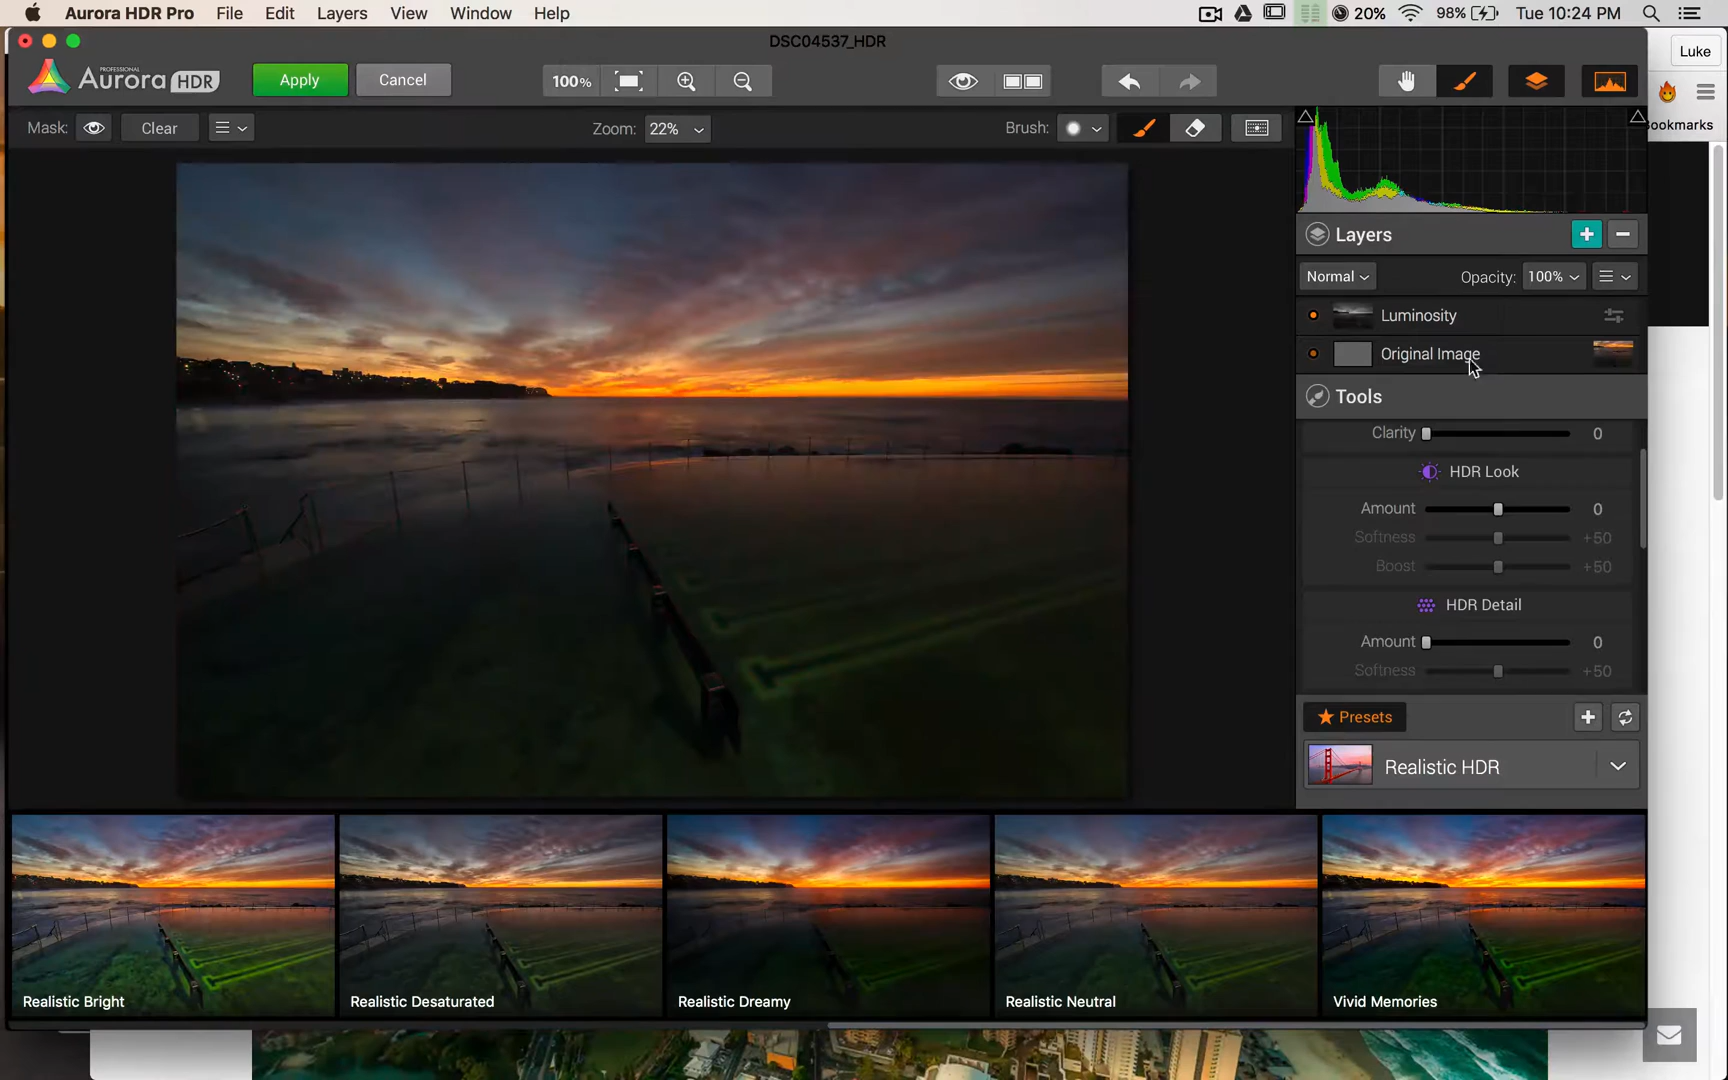 Aurora HDR Pro File Edit Layers View Window Help 20% 98% Tue 10:24 PM
DSC04537_HDR
Luke
PROFESSIONAL
Aurora HDR Apply Cancel 100%
Bookmarks
Mask: Clear Zoom: 22% Brush:
Layers
Normal Opacity: 100%
Luminosity
Original Image
Tools
Clarity 0
HDR Look
Amount 0
Softness +50
Boost +50
HDR Detail
Amount 0
Softness +50
Presets
Realistic HDR
Realistic Bright Realistic Desaturated Realistic Dreamy Realistic Neutral Vivid Memories